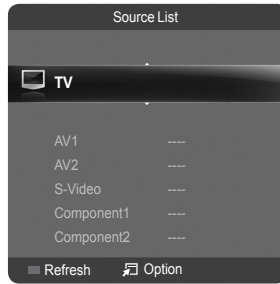 Source List
TV
AV1 ----
AV2 ----
S-Video ----
Component1 ----
Component2 ----
Refresh Option